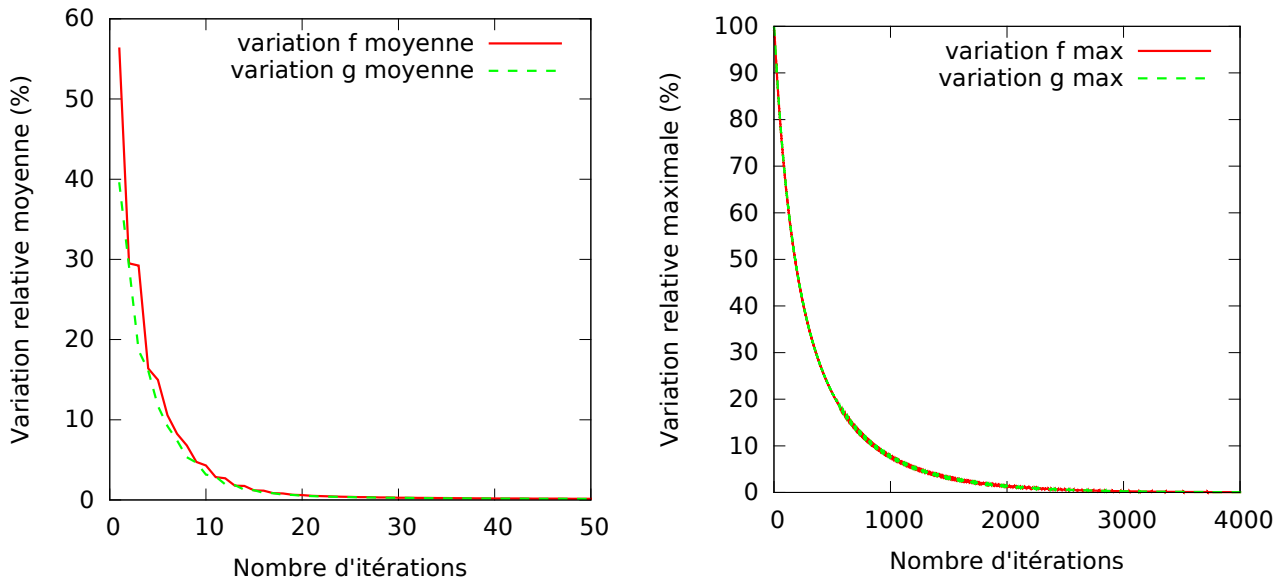 Variation relative moyenne (%)
60
50
40
30
20
10
0
variation f moyenne
variation g moyenne
0 10 20 30 40 50
Nombre d'itérations
Variation relative maximale (%)
100
90
80
70
60
50
40
30
20
10
0
variation f max
variation g max
0 1000 2000 3000 4000
Nombre d'itérations